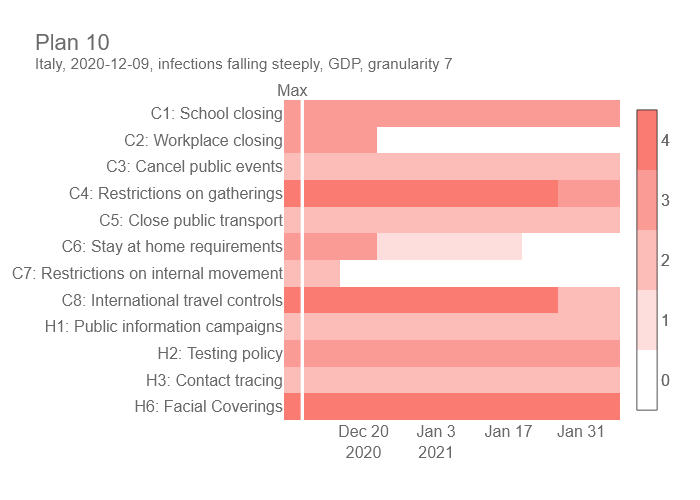 Plan 10
Italy, 2020-12-09, infections falling steeply, GDP, granularity 7
Max
C1: School closing
C2: Workplace closing
C3: Cancel public events
C4: Restrictions on gatherings
C5: Close public transport
C6: Stay at home requirements
C7: Restrictions on internal movement
C8: International travel controls
H1: Public information campaigns
H2: Testing policy
H3: Contact tracing
H6: Facial Coverings
Dec 20 Jan 3 Jan 17 Jan 31
2020 2021
4
3
2
1
0